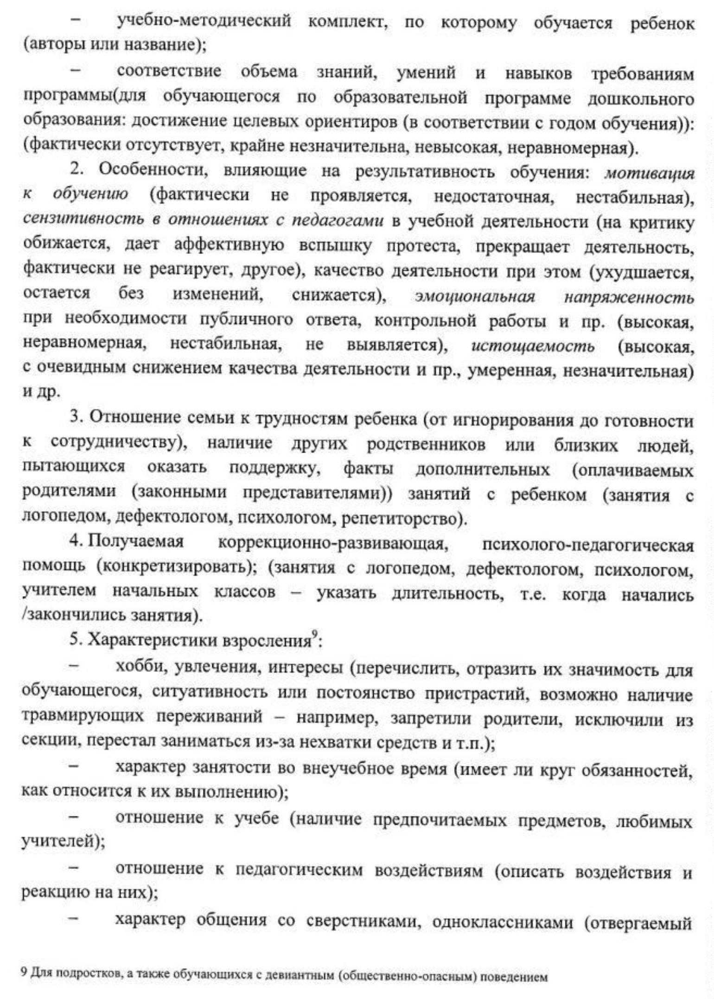 – учебно-методический комплект, по которому обучается ребенок
(авторы или название);
– соответствие объема знаний, умений и навыков требованиям
программы(для обучающегося по образовательной программе дошкольного
образования: достижение целевых ориентиров (в соответствии с годом обучения)):
(фактически отсутствует, крайне незначительна, невысокая, неравномерная).
2. Особенности, влияющие на результативность обучения: мотивация
к обучению (фактически не проявляется, недостаточная, нестабильная),
сензитивность в отношениях с педагогами в учебной деятельности (на критику
обижается, дает аффективную вспышку протеста, прекращает деятельность,
фактически не реагирует, другое), качество деятельности при этом (ухудшается,
остается без изменений, снижается), эмоциональная напряженность
при необходимости публичного ответа, контрольной работы и пр. (высокая,
неравномерная, нестабильная, не выявляется), истощаемость (высокая,
с очевидным снижением качества деятельности и пр., умеренная, незначительная)
и др.
3. Отношение семьи к трудностям ребенка (от игнорирования до готовности
к сотрудничеству), наличие других родственников или близких людей,
пытающихся оказать поддержку, факты дополнительных (оплачиваемых
родителями (законными представителями)) занятий с ребенком (занятия с
логопедом, дефектологом, психологом, репетиторство).
4. Получаемая коррекционно-развивающая, психолого-педагогическая
помощь (конкретизировать); (занятия с логопедом, дефектологом, психологом,
учителем начальных классов – указать длительность, т.е. когда начались
/закончились занятия).
5. Характеристики взросления⁹:
– хобби, увлечения, интересы (перечислить, отразить их значимость для
обучающегося, ситуативность или постоянство пристрастий, возможно наличие
травмирующих переживаний – например, запретили родители, исключили из
секции, перестал заниматься из-за нехватки средств и т.п.);
– характер занятости во внеучебное время (имеет ли круг обязанностей,
как относится к их выполнению);
– отношение к учебе (наличие предпочитаемых предметов, любимых
учителей);
– отношение к педагогическим воздействиям (описать воздействия и
реакцию на них);
– характер общения со сверстниками, одноклассниками (отвергаемый
9 Для подростков, а также обучающихся с девиантным (общественно-опасным) поведением